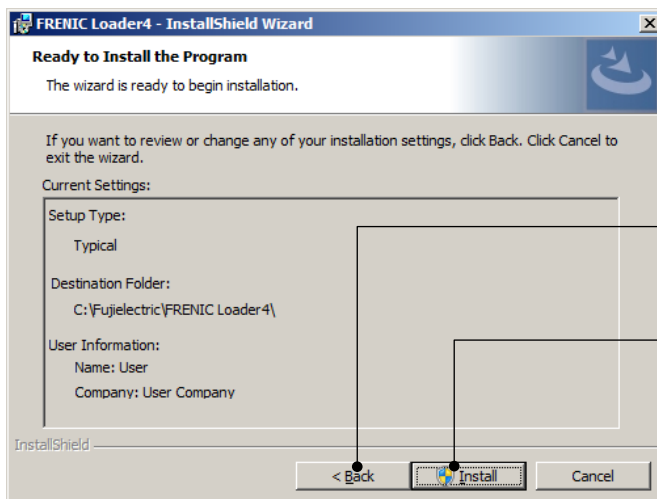 FRENIC Loader4 - InstallShield Wizard
Ready to Install the Program
The wizard is ready to begin installation.
If you want to review or change any of your installation settings, click Back. Click Cancel to
exit the wizard.
Current Settings:
Setup Type:
Typical
Destination Folder:
C:\Fujielectric\FRENIC Loader4\
User Information:
Name: User
Company: User Company
InstallShield
< Back
Install
Cancel